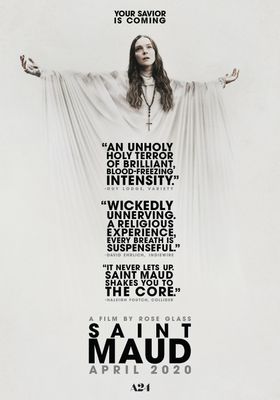 YOUR SAVIOR
IS COMING
“AN UNHOLY
HOLY TERROR
OF BRILLIANT,
BLOOD-FREEZING
INTENSITY.”
-GUY LODGE, VARIETY
“WICKEDLY
UNNERVING.
A RELIGIOUS
EXPERIENCE,
EVERY BREATH IS
SUSPENSEFUL.”
-DAVID EHRLICH, INDIEWIRE
“IT NEVER LETS UP.
SAINT MAUD
SHAKES YOU TO
THE CORE.”
-HALEIGH FOUTCH, COLLIDER
A FILM BY ROSE GLASS
SAINT
MAUD
APRIL 2020
A24